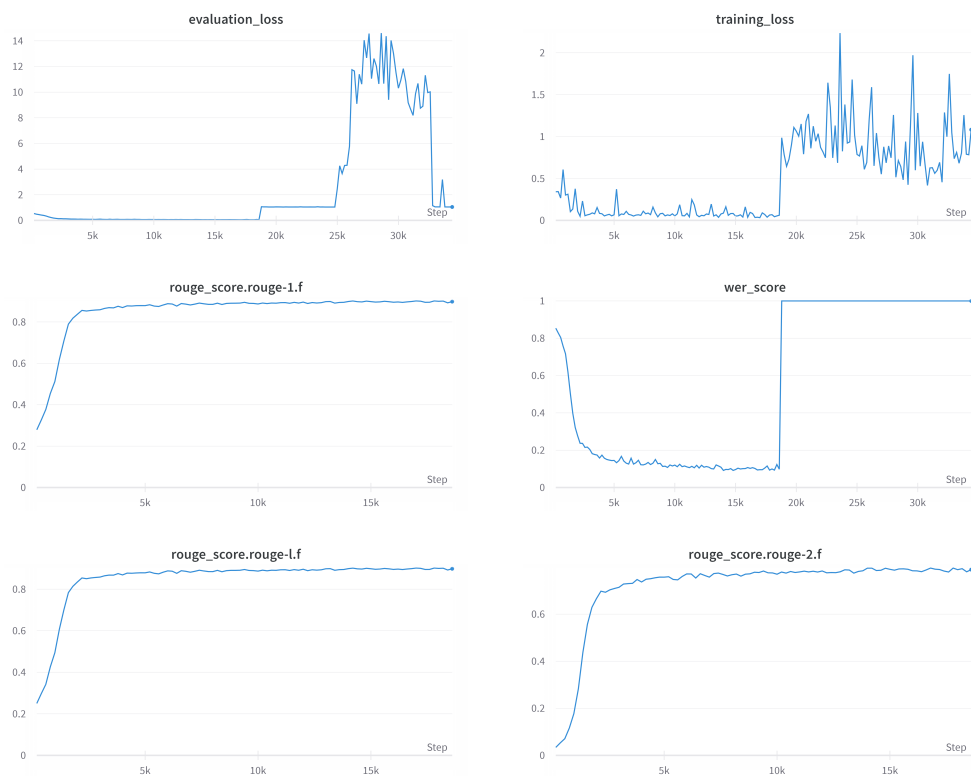 evaluation_loss
14
12
10
8
6
4
2
0
5k 10k 15k 20k 25k 30k
Step
training_loss
2
1.5
1
0.5
0
5k 10k 15k 20k 25k 30k
Step
rouge_score.rouge-1.f
0.8
0.6
0.4
0.2
0
5k 10k 15k
Step
wer_score
1
0.8
0.6
0.4
0.2
0
5k 10k 15k 20k 25k 30k
Step
rouge_score.rouge-l.f
0.8
0.6
0.4
0.2
0
5k 10k 15k
Step
rouge_score.rouge-2.f
0.6
0.4
0.2
0
5k 10k 15k
Step